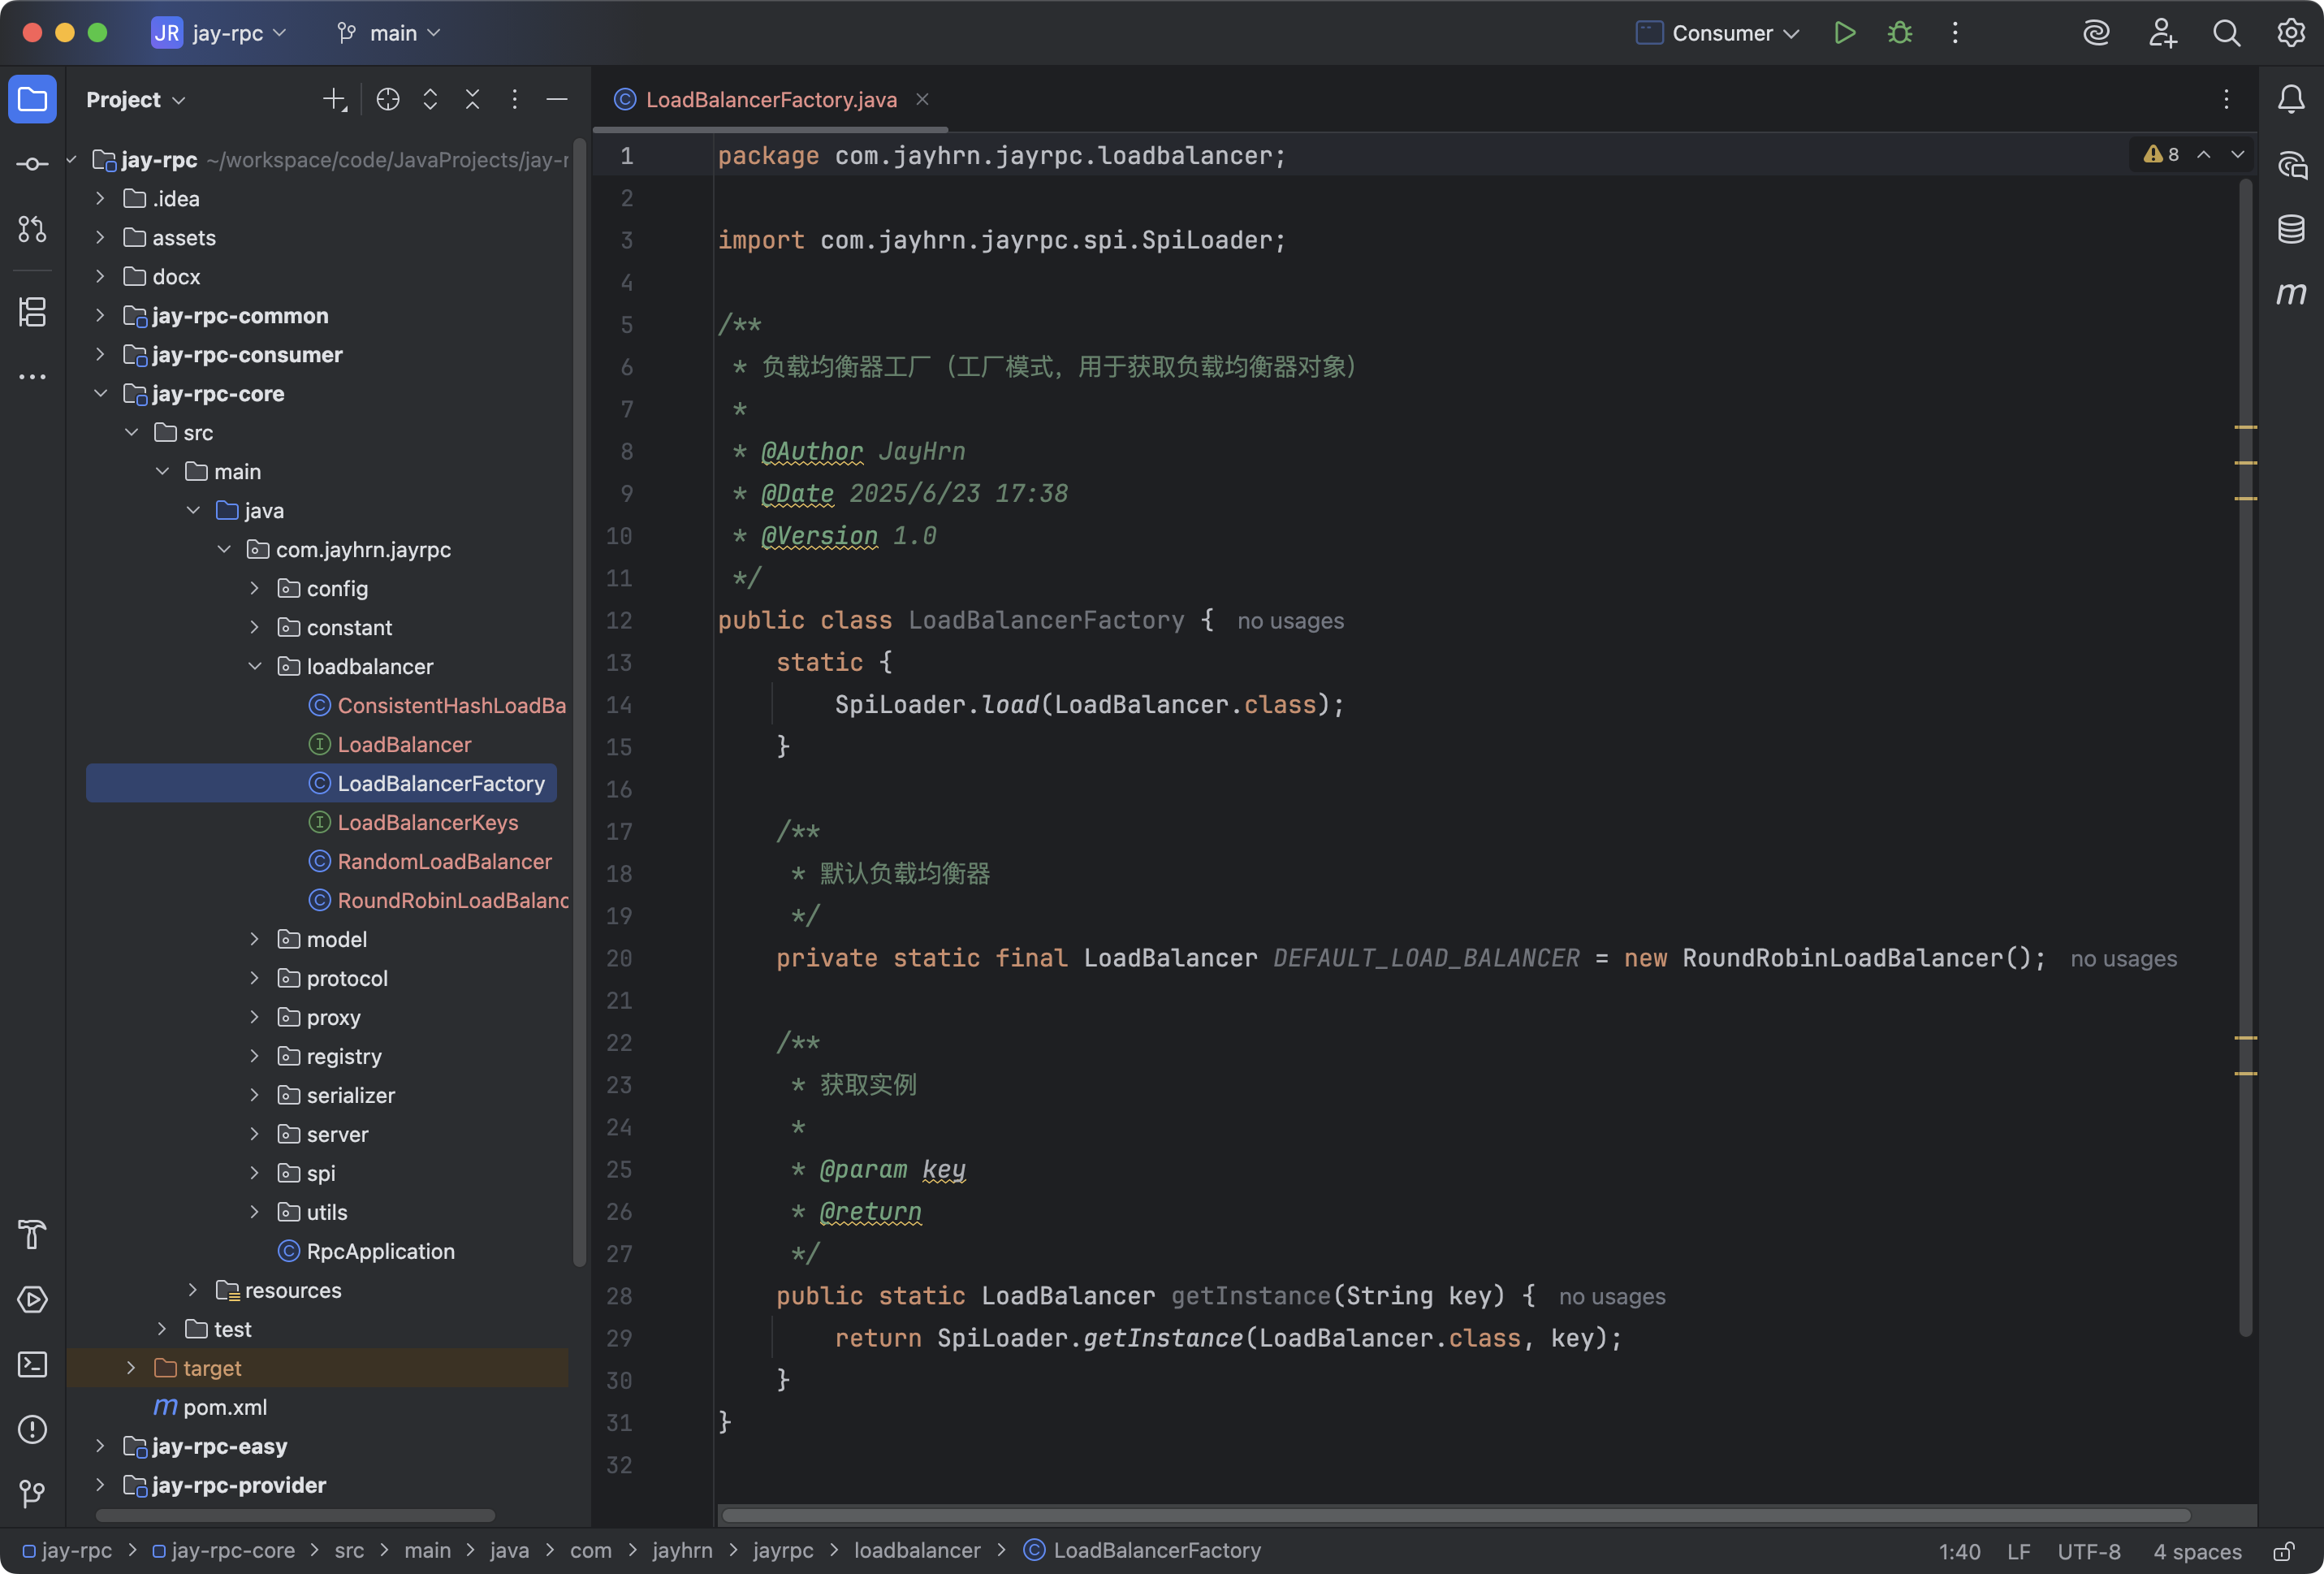 JR jay-rpc main Consumer
Project
LoadBalancerFactory.java
jay-rpc ~/workspace/code/JavaProjects/jay-r
.idea
assets
docx
jay-rpc-common
jay-rpc-consumer
jay-rpc-core
src
main
java
com.jayhrn.jayrpc
config
constant
loadbalancer
ConsistentHashLoadBa
LoadBalancer
LoadBalancerFactory
LoadBalancerKeys
RandomLoadBalancer
RoundRobinLoadBalanc
model
protocol
proxy
registry
serializer
server
spi
utils
RpcApplication
resources
test
target
pom.xml
jay-rpc-easy
jay-rpc-provider
8
1 package com.jayhrn.jayrpc.loadbalancer;
2
3 import com.jayhrn.jayrpc.spi.SpiLoader;
4
5 /**
6  * 负载均衡器工厂（工厂模式，用于获取负载均衡器对象）
7  *
8  * @Author JayHrn
9  * @Date 2025/6/23 17:38
10  * @Version 1.0
11  */
12 public class LoadBalancerFactory { no usages
13     static {
14         SpiLoader.load(LoadBalancer.class);
15     }
16
17     /**
18      * 默认负载均衡器
19      */
20     private static final LoadBalancer DEFAULT_LOAD_BALANCER = new RoundRobinLoadBalancer(); no usages
21
22     /**
23      * 获取实例
24      *
25      * @param key
26      * @return
27      */
28     public static LoadBalancer getInstance(String key) { no usages
29         return SpiLoader.getInstance(LoadBalancer.class, key);
30     }
31 }
32
jay-rpc > jay-rpc-core > src > main > java > com > jayhrn > jayrpc > loadbalancer > LoadBalancerFactory
1:40 LF UTF-8 4 spaces